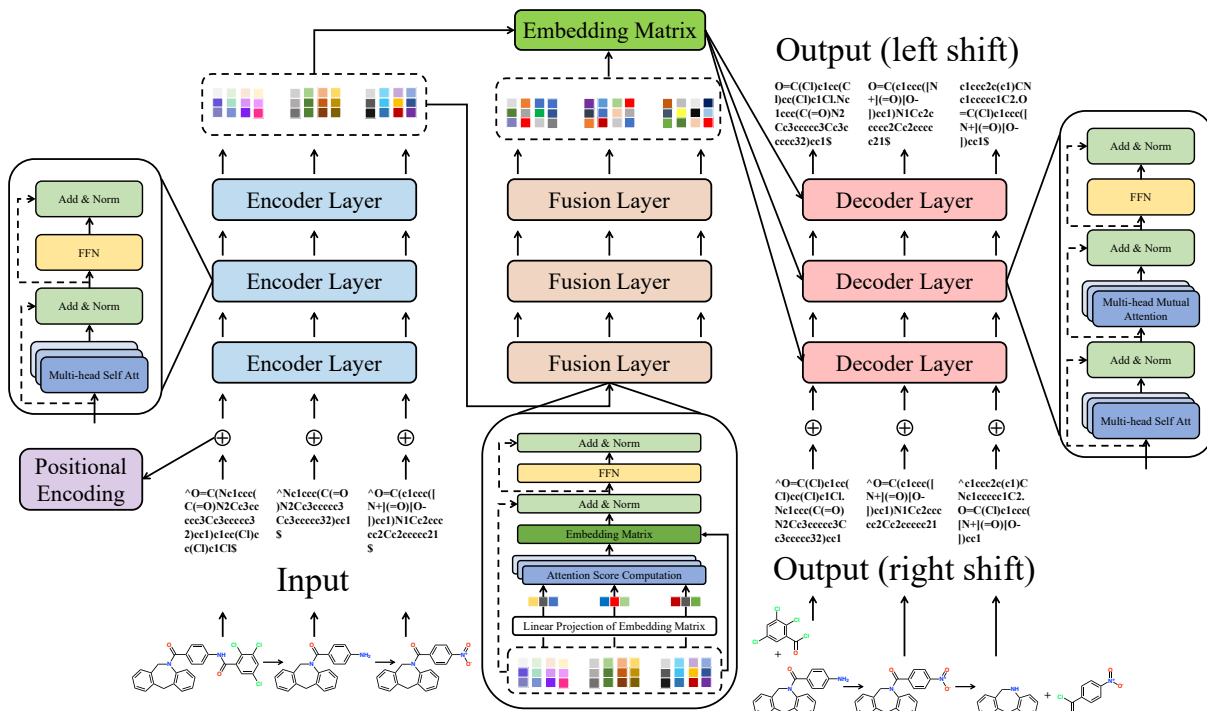 Embedding Matrix
Output (left shift)
O=C(Cl)c1cc(C
l)cc(Cl)c1Cl.Nc
1ccc(C(=O)N2
Cc3ccccc3Cc3c
cccc32)cc1$
O=C(c1ccc([N
+](=O)[O-
])cc1)N1Cc2c
cccc2Cc2cccc
c21$
c1ccc2c(c1)CN
c1ccccc1C2.O
=C(Cl)c1ccc([
N+](=O)[O-
])cc1$
Encoder Layer
Encoder Layer
Encoder Layer
Fusion Layer
Fusion Layer
Fusion Layer
Decoder Layer
Decoder Layer
Decoder Layer
Add & Norm
FFN
Add & Norm
Multi-head Self Att
Positional
Encoding
^O=C(Nc1ccc(
C(=O)N2Cc3cc
ccc3Cc3ccccc3
2)cc1)c1cc(Cl)c
c(Cl)c1Cl$
^Nc1ccc(C(=O
)N2Cc3ccccc3
Cc3ccccc32)cc1
$
^O=C(c1ccc([
N+](=O)[O-
])cc1)N1Cc2ccc
cc2Cc2ccccc21
$
Input
Add & Norm
FFN
Add & Norm
Embedding Matrix
Attention Score Computation
Linear Projection of Embedding Matrix
Add & Norm
FFN
Add & Norm
Multi-head Mutual
Attention
Add & Norm
Multi-head Self Att
^O=C(Cl)c1cc(
Cl)cc(Cl)c1Cl.
Nc1ccc(C(=O)
N2Cc3ccccc3C
c3ccccc32)cc1
^O=C(c1ccc([
N+](=O)[O-
])cc1)N1Cc2cc
ccc2Cc2ccccc21
^c1ccc2c(c1)C
Nc1ccccc1C2.
O=C(Cl)c1ccc(
[N+](=O)[O-
])cc1
Output (right shift)